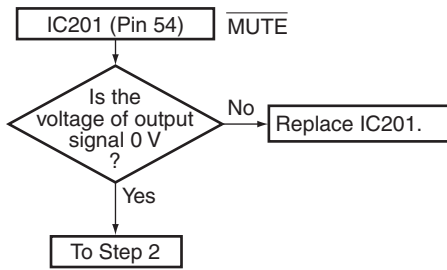 IC201 (Pin 54) MUTE
Is the
voltage of output
signal 0 V
?
No
Replace IC201.
Yes
To Step 2